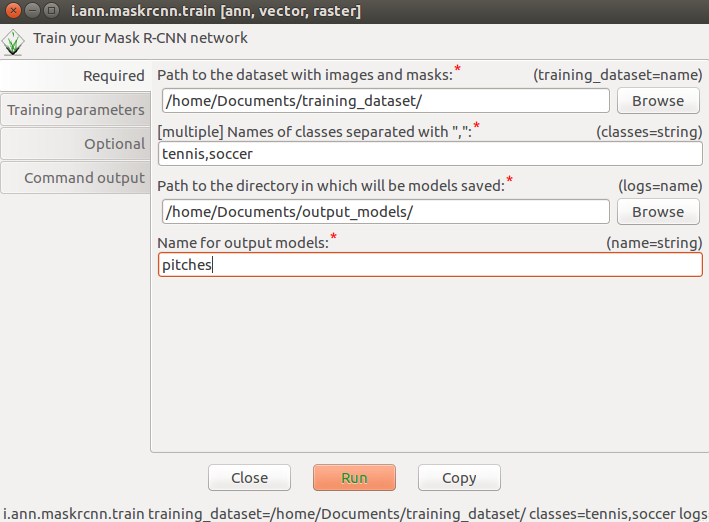 i.ann.maskrcnn.train [ann, vector, raster]
Train your Mask R-CNN network
Required
Training parameters
Optional
Command output
Path to the dataset with images and masks:* (training_dataset=name)
/home/Documents/training_dataset/ Browse
[multiple] Names of classes separated with ",":* (classes=string)
tennis,soccer
Path to the directory in which will be models saved:* (logs=name)
/home/Documents/output_models/ Browse
Name for output models:* (name=string)
pitches
Close Run Copy
i.ann.maskrcnn.train training_dataset=/home/Documents/training_dataset/ classes=tennis,soccer logs